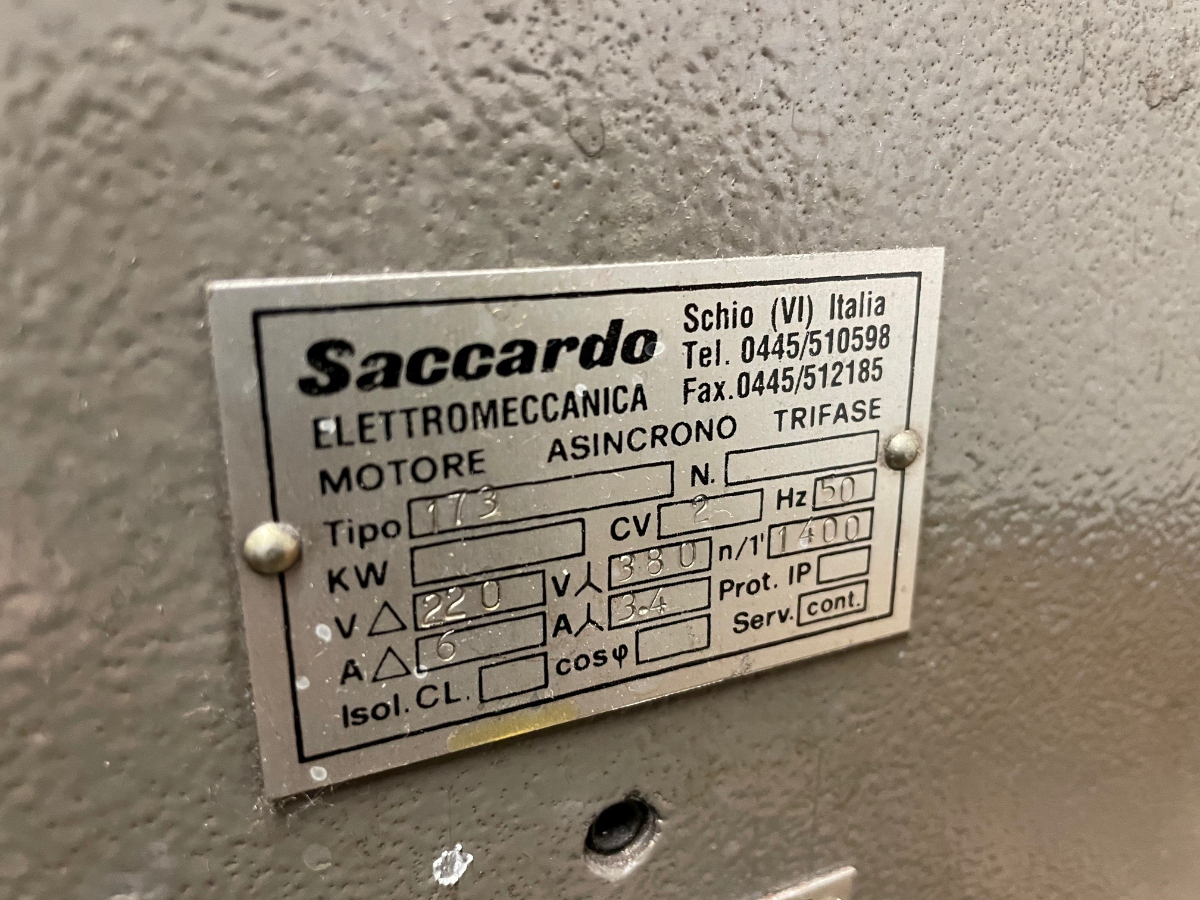 Saccardo
ELETTROMECCANICA
Schio (VI) Italia
Tel. 0445/510598
Fax.0445/512185
MOTORE ASINCRONO TRIFASE
Tipo 173 N.
KW CV 2 Hz 50
V △ 220 V⅄ 380 n/1' 1400
A △ 6 A⅄ 3.4 Prot. IP
Isol. CL. cosφ Serv. cont.